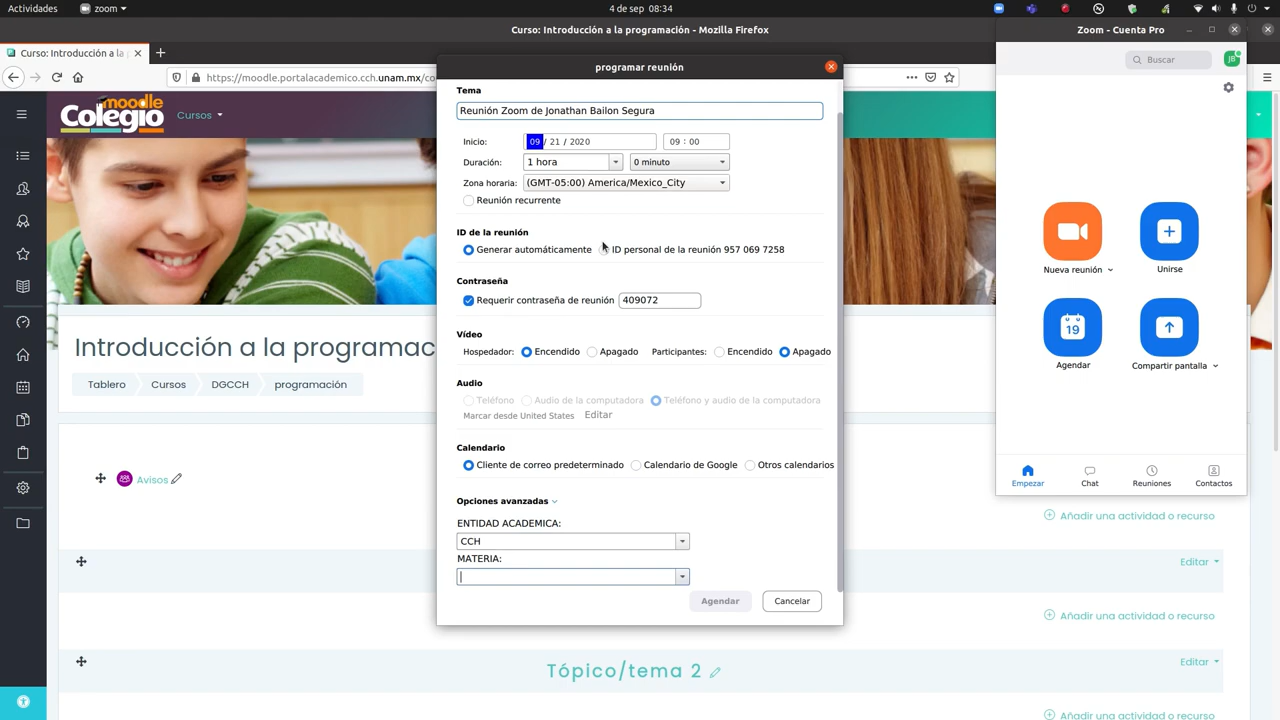 Actividades
zoom
4 de sep 08:34
Curso: Introducción a la programación - Mozilla Firefox
Zoom - Cuenta Pro
Curso: Introducción a la p
https://moodle.portalacademico.cch.unam.mx/co
programar reunión
Buscar
JB
moodle
Colegio
Cursos
Tema
Reunión Zoom de Jonathan Bailon Segura
Inicio: 09 / 21 / 2020 09 : 00
Duración: 1 hora 0 minuto
Zona horaria: (GMT-05:00) America/Mexico_City
Reunión recurrente
ID de la reunión
Generar automáticamente ID personal de la reunión 957 069 7258
Contraseña
Requerir contraseña de reunión 409072
Vídeo
Hospedador: Encendido Apagado Participantes: Encendido Apagado
Audio
Teléfono Audio de la computadora Teléfono y audio de la computadora
Marcar desde United States Editar
Calendario
Cliente de correo predeterminado Calendario de Google Otros calendarios
Opciones avanzadas
ENTIDAD ACADEMICA:
CCH
MATERIA:
Agendar Cancelar
Nueva reunión
Unirse
19
Agendar
Compartir pantalla
Empezar Chat Reuniones Contactos
Introducción a la programac
Tablero Cursos DGCCH programación
Avisos
Añadir una actividad o recurso
Editar
Añadir una actividad o recurso
Tópico/tema 2
Editar
Añadir una actividad o recurso